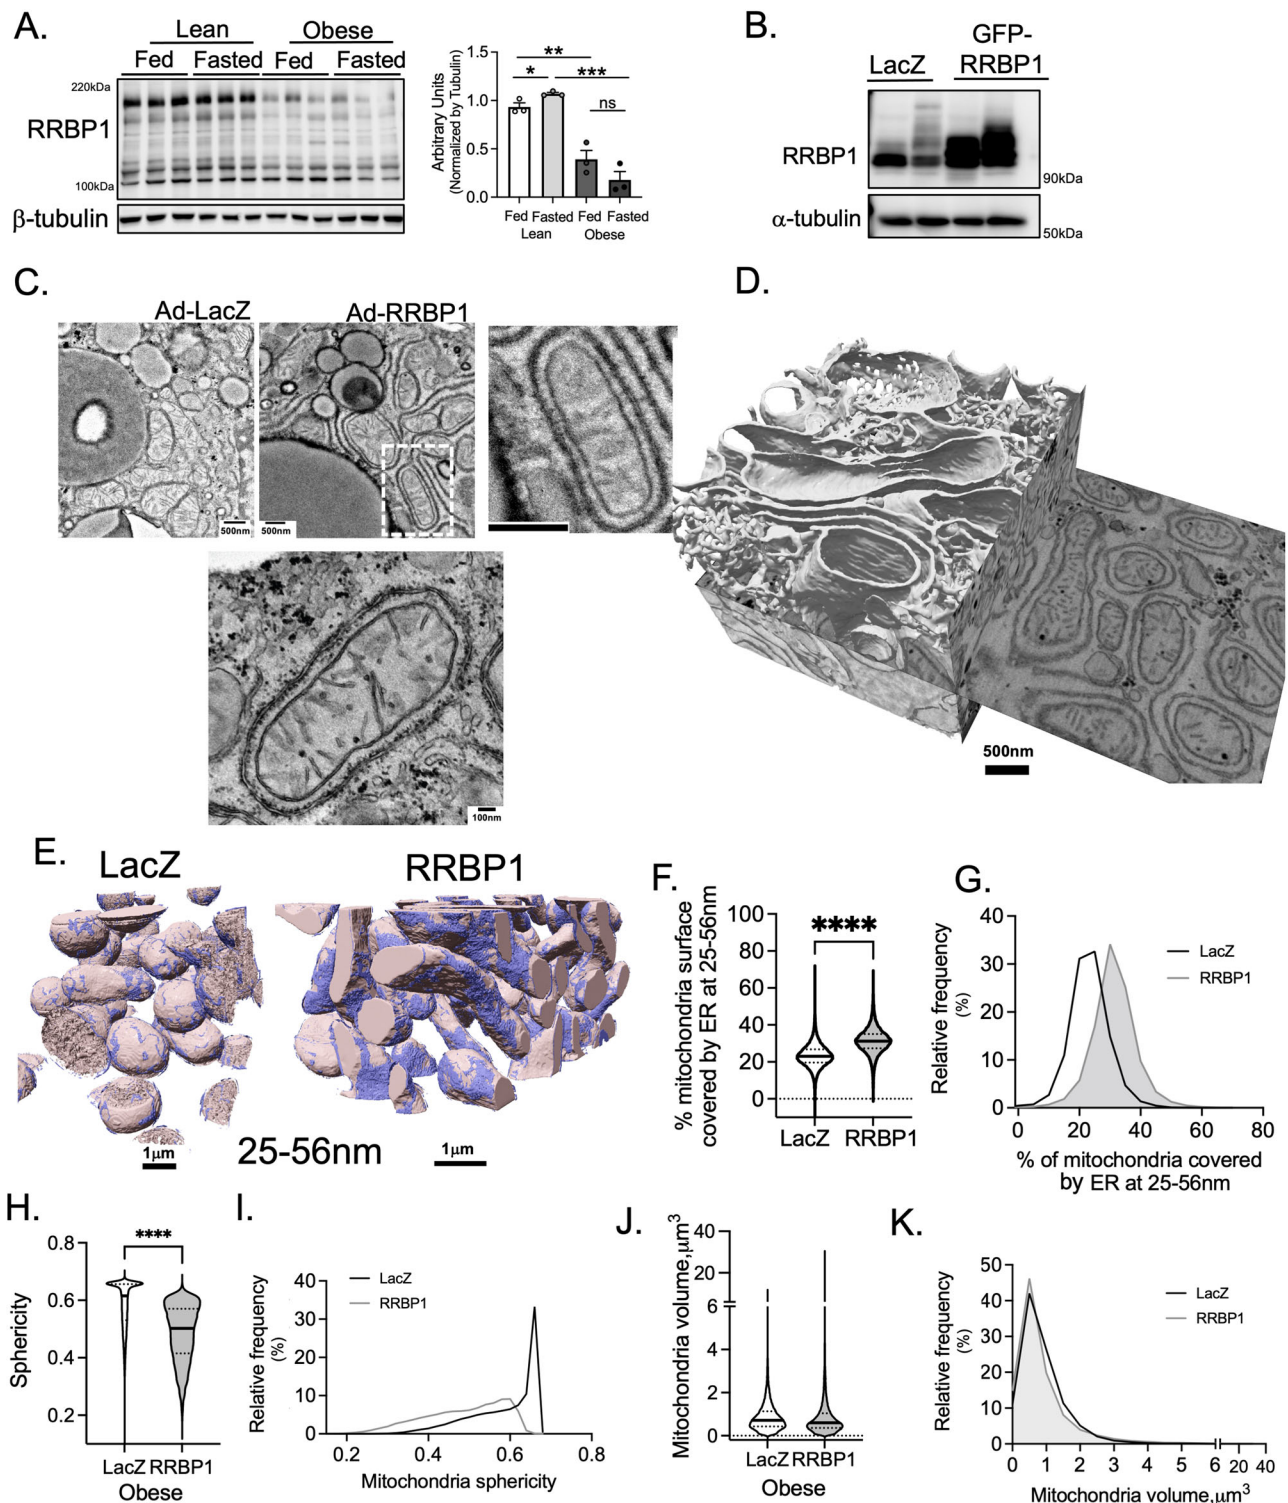 A.
Lean Obese
Fed Fasted Fed Fasted
220kDa
RRBP1
100kDa
β-tubulin
Arbitrary Units
(Normalized by Tubulin)
1.5
1.0
0.5
0.0
**
* ***
ns
Fed Fasted Fed Fasted
Lean Obese
B.
GFP-
LacZ RRBP1
RRBP1
90kDa
α-tubulin
50kDa
C.
Ad-LacZ Ad-RRBP1
500nm 500nm
100nm
D.
500nm
E.
LacZ RRBP1
1μm 25-56nm 1μm
F.
% mitochondria surface
covered by ER at 25-56nm
100
80
60
40
20
0
****
LacZ RRBP1
G.
Relative frequency
(%)
40
30
20
10
0
LacZ
RRBP1
0 20 40 60 80
% of mitochondria covered
by ER at 25-56nm
H.
Sphericity
0.8
0.6
0.4
0.2
****
LacZ RRBP1
Obese
I.
Relative frequency
(%)
40
30
20
10
0
LacZ
RRBP1
0.2 0.4 0.6 0.8
Mitochondria sphericity
J.
Mitochondria volume,μm³
40
20
6
4
2
0
LacZ RRBP1
Obese
K.
Relative frequency
(%)
50
40
30
20
10
0
LacZ
RRBP1
0 1 2 3 4 5 6 20 40
Mitochondria volume,μm³